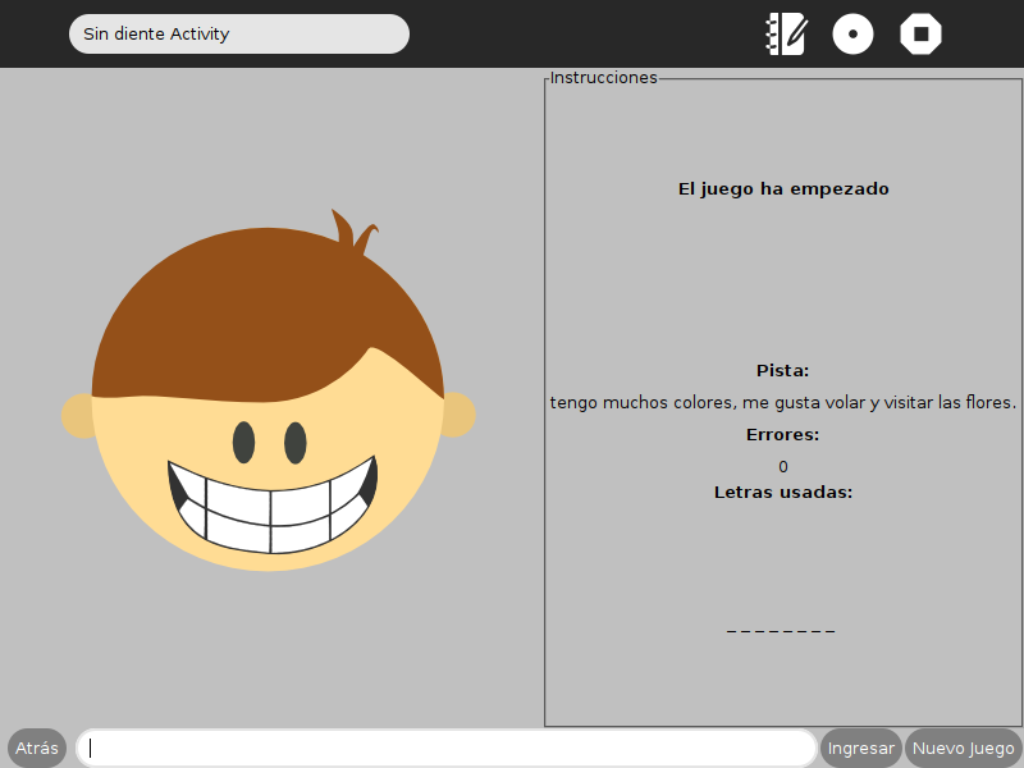 Sin diente Activity
Instrucciones
El juego ha empezado
Pista:
tengo muchos colores, me gusta volar y visitar las flores.
Errores:
0
Letras usadas:
_ _ _ _ _ _ _ _
Atrás
Ingresar
Nuevo Juego